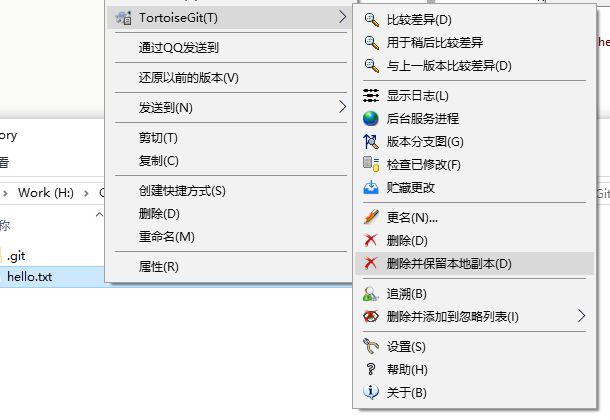 TortoiseGit(T)
通过QQ发送到
还原以前的版本(V)
发送到(N)
剪切(T)
复制(C)
创建快捷方式(S)
删除(D)
重命名(M)
属性(R)
比较差异(D)
用于稍后比较差异
与上一版本比较差异(D)
显示日志(L)
后台服务进程
版本分支图(G)
检查已修改(F)
贮藏更改
更名(N)...
删除(D)
删除并保留本地副本(D)
追溯(B)
删除并添加到忽略列表(I)
设置(S)
帮助(H)
关于(B)
ory
看
Work (H:)
称
.git
hello.txt
Git